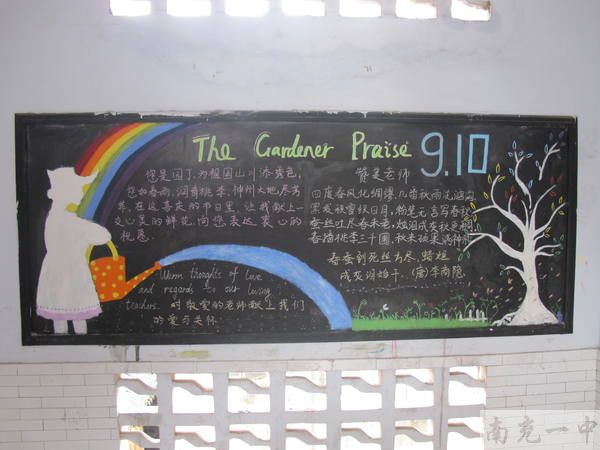 The Gardener Praise 9.10
您是园丁,为祖国山川添秀色,
您如春雨,润育桃李,神州大地尽芳
菲。在这喜庆的节日里,让我献上一
支心灵的鲜花,向您表达衷心的
祝愿。
Warm thoughts of love
and regards to our loving
teachers. 对敬爱的老师献上我们
的爱与关怀
赞美老师
四度春风化绸缪,几番秋雨
黑发积霜织日月,粉笔无言写春秋
蚕丝吐尽春未老,烛泪成灰秋更稠
春播桃李三千圃,秋来硕果满神州
春蚕到死丝方尽,蜡炬
成灰泪始干。(唐)李商隐
南充一中